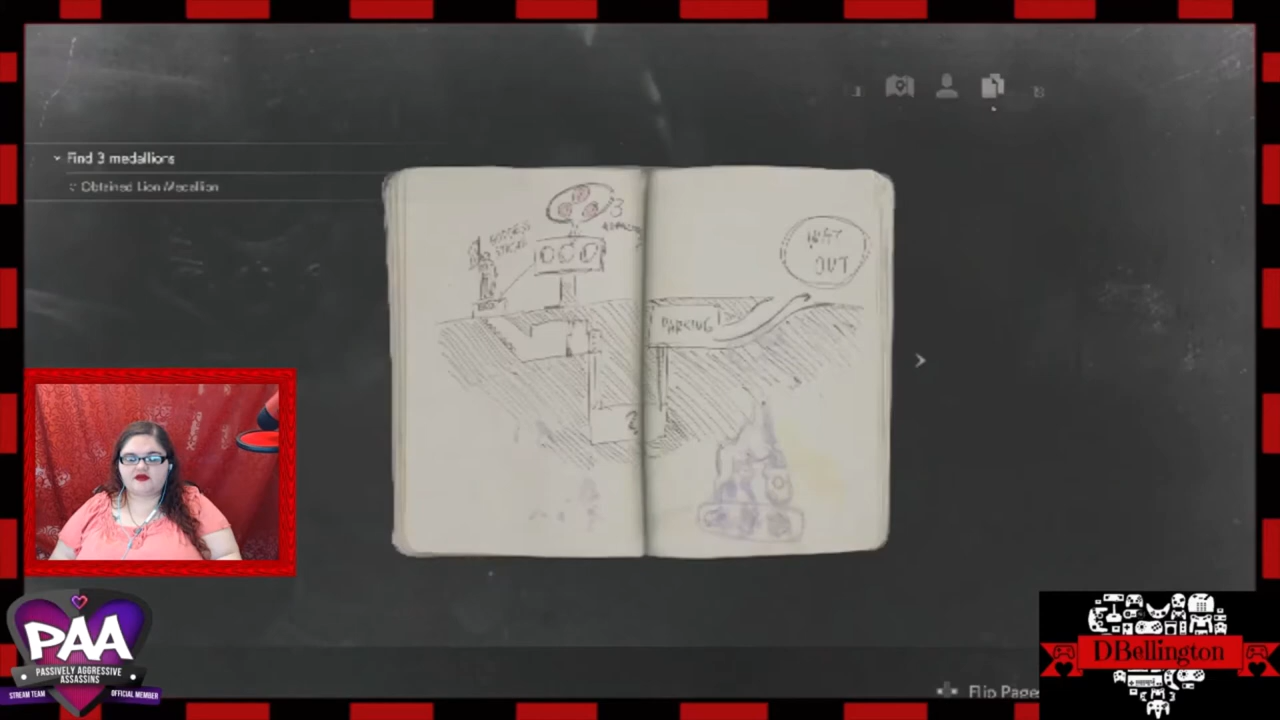 Find 3 medallions
Obtained Lion Medallion
GODDESS
STATUE
3
WAY
OUT
PARKING
?
Flip Page
PAA
PASSIVELY AGGRESSIVE
ASSASSINS
STREAM TEAM
OFFICIAL MEMBER
DBellington